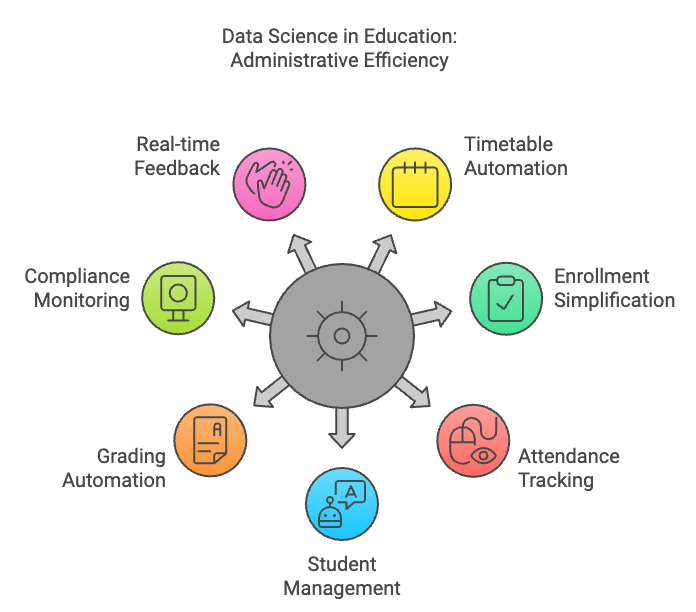 Data Science in Education:
Administrative Efficiency
Real-time
Feedback
Timetable
Automation
Compliance
Monitoring
Enrollment
Simplification
Grading
Automation
A
Attendance
Tracking
A
Student
Management